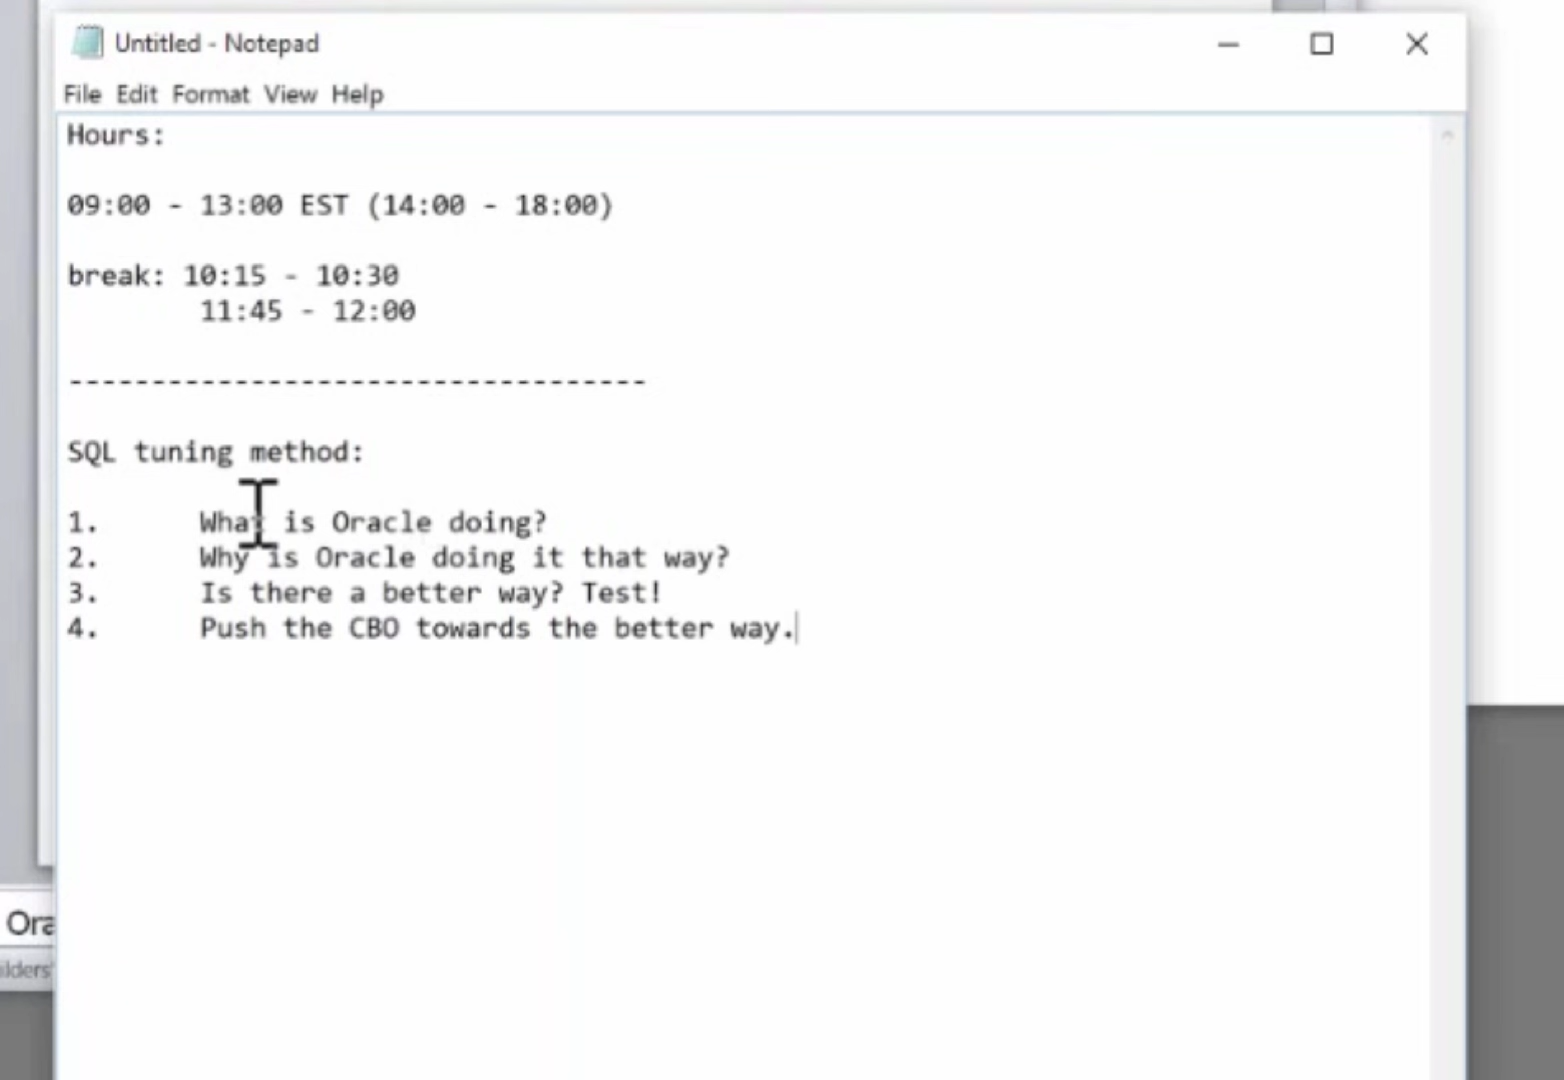 Untitled - Notepad
File Edit Format View Help
Hours:
09:00 - 13:00 EST (14:00 - 18:00)
break: 10:15 - 10:30
11:45 - 12:00
-----------------------------------
SQL tuning method:
1. What is Oracle doing?
2. Why is Oracle doing it that way?
3. Is there a better way? Test!
4. Push the CBO towards the better way.
Ora
ilders'